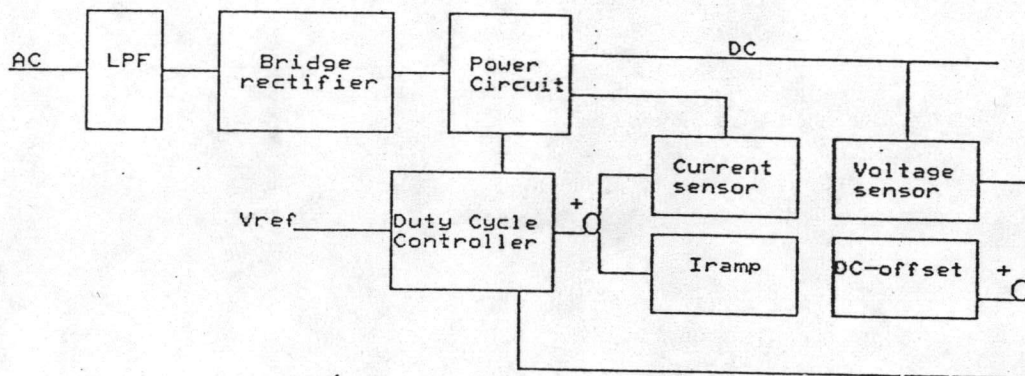 AC
LPF
Bridge
rectifier
Power
Circuit
DC
Current
sensor
Voltage
sensor
Vref
Duty Cycle
Controller
+
Iramp
DC-offset
+